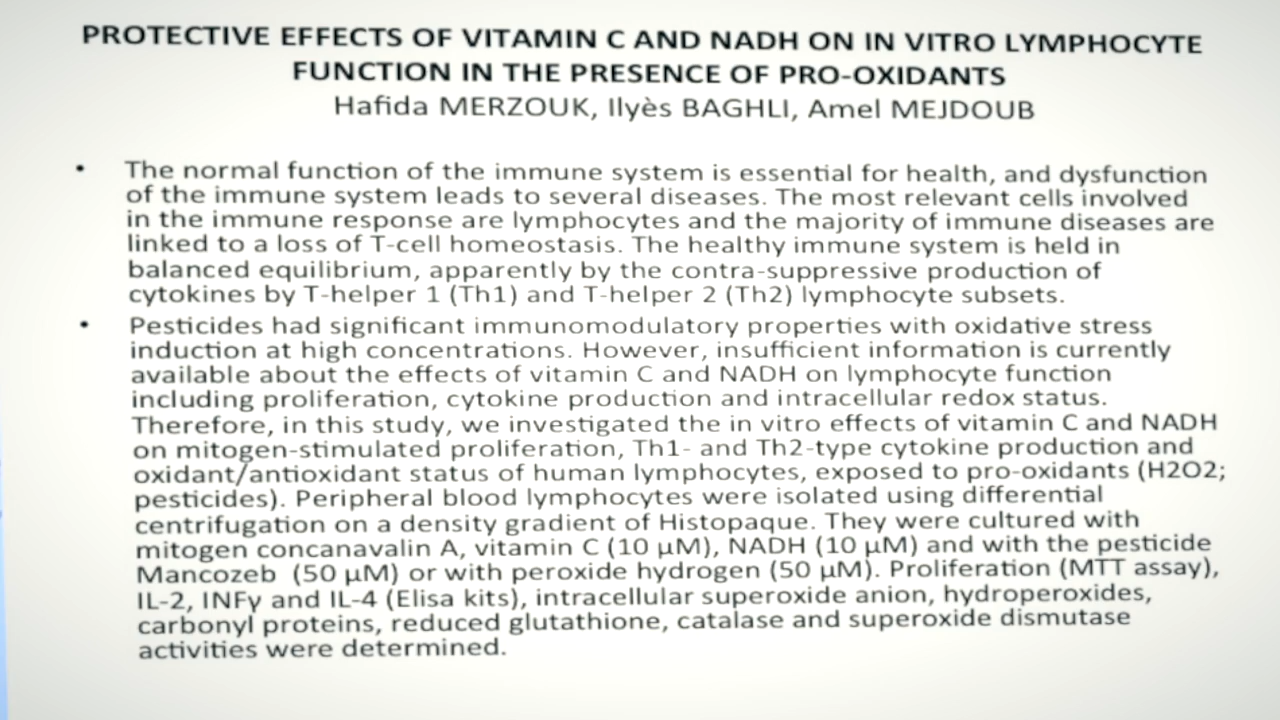 PROTECTIVE EFFECTS OF VITAMIN C AND NADH ON IN VITRO LYMPHOCYTE
FUNCTION IN THE PRESENCE OF PRO-OXIDANTS
Hafida MERZOUK, Ilyès BAGHLI, Amel MEJDOUB
• The normal function of the immune system is essential for health, and dysfunction
of the immune system leads to several diseases. The most relevant cells involved
in the immune response are lymphocytes and the majority of immune diseases are
linked to a loss of T-cell homeostasis. The healthy immune system is held in
balanced equilibrium, apparently by the contra-suppressive production of
cytokines by T-helper 1 (Th1) and T-helper 2 (Th2) lymphocyte subsets.
• Pesticides had significant immunomodulatory properties with oxidative stress
induction at high concentrations. However, insufficient information is currently
available about the effects of vitamin C and NADH on lymphocyte function
including proliferation, cytokine production and intracellular redox status.
Therefore, in this study, we investigated the in vitro effects of vitamin C and NADH
on mitogen-stimulated proliferation, Th1- and Th2-type cytokine production and
oxidant/antioxidant status of human lymphocytes, exposed to pro-oxidants (H2O2;
pesticides). Peripheral blood lymphocytes were isolated using differential
centrifugation on a density gradient of Histopaque. They were cultured with
mitogen concanavalin A, vitamin C (10 µM), NADH (10 µM) and with the pesticide
Mancozeb (50 µM) or with peroxide hydrogen (50 µM). Proliferation (MTT assay),
IL-2, INFγ and IL-4 (Elisa kits), intracellular superoxide anion, hydroperoxides,
carbonyl proteins, reduced glutathione, catalase and superoxide dismutase
activities were determined.